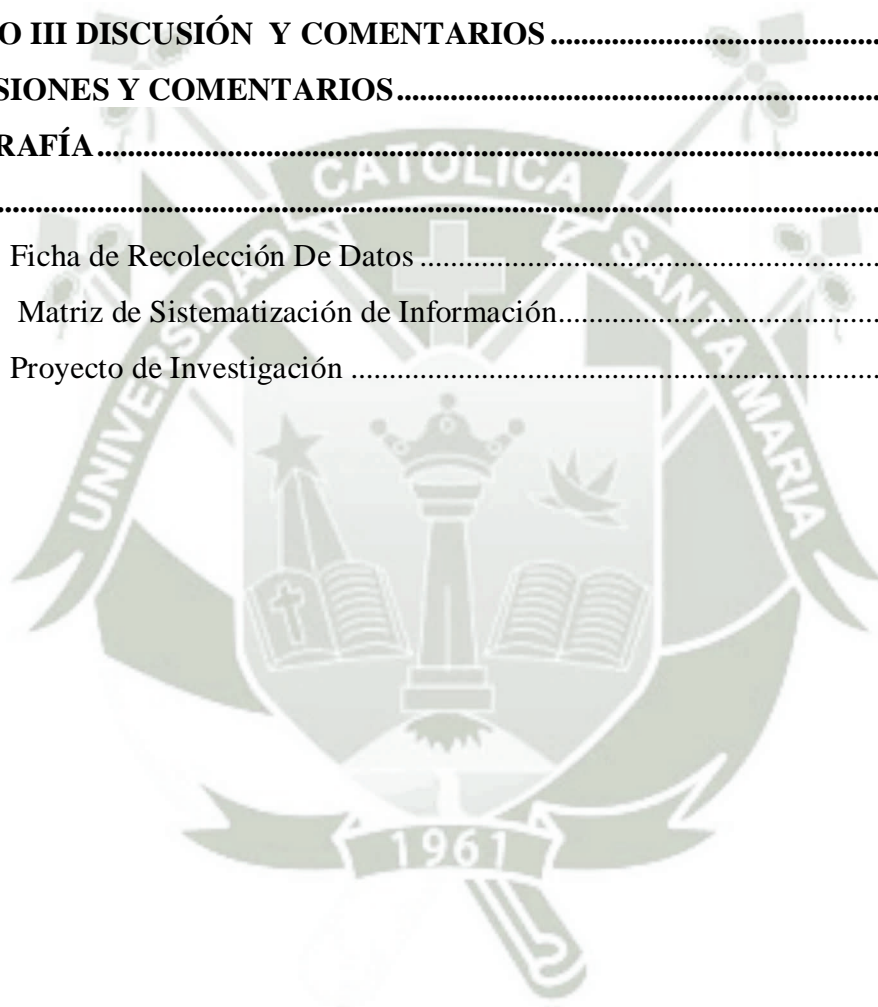 O III DISCUSIÓN Y COMENTARIOS ........................................
SIONES Y COMENTARIOS ........................................
RAFÍA ........................................
........................................
Ficha de Recolección De Datos ........................................
Matriz de Sistematización de Información ........................................
Proyecto de Investigación ........................................
UNIVERSIDAD CATOLICA SANTA MARIA
1961